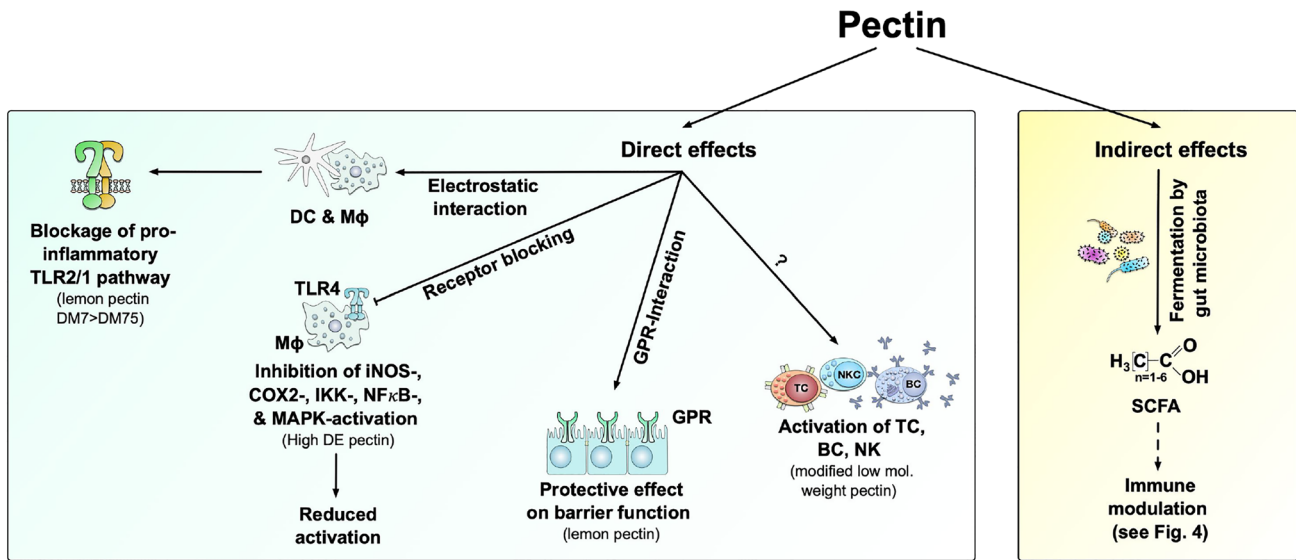 Pectin
Direct effects
Electrostatic
interaction
DC & Mϕ
Blockage of pro-
inflammatory
TLR2/1 pathway
(lemon pectin
DM7>DM75)
Receptor blocking
TLR4
Mϕ
Inhibition of iNOS-,
COX2-, IKK-, NFκB-,
& MAPK-activation
(High DE pectin)
Reduced
activation
GPR-Interaction
GPR
Protective effect
on barrier function
(lemon pectin)
?
TC
NKC
BC
Activation of TC,
BC, NK
(modified low mol.
weight pectin)
Indirect effects
Fermentation by
gut microbiota
O
H₃[C]–C
n=1-6
OH
SCFA
Immune
modulation
(see Fig. 4)